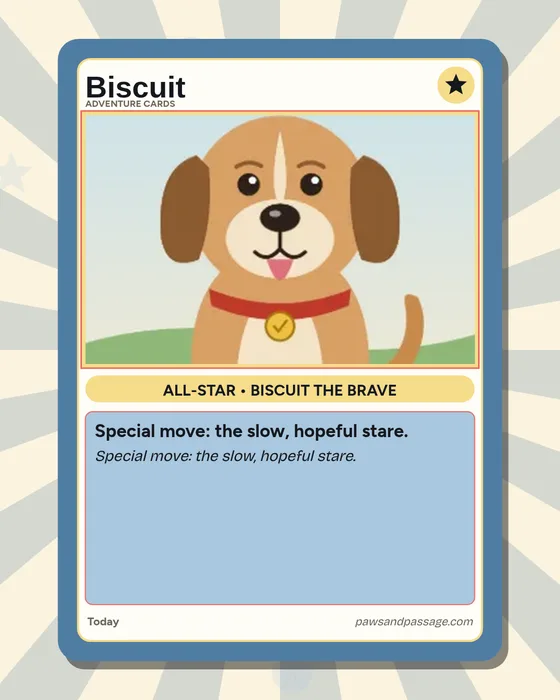 Biscuit
ADVENTURE CARDS
ALL-STAR • BISCUIT THE BRAVE
Special move: the slow, hopeful stare.
Special move: the slow, hopeful stare.
Today
pawsandpassage.com